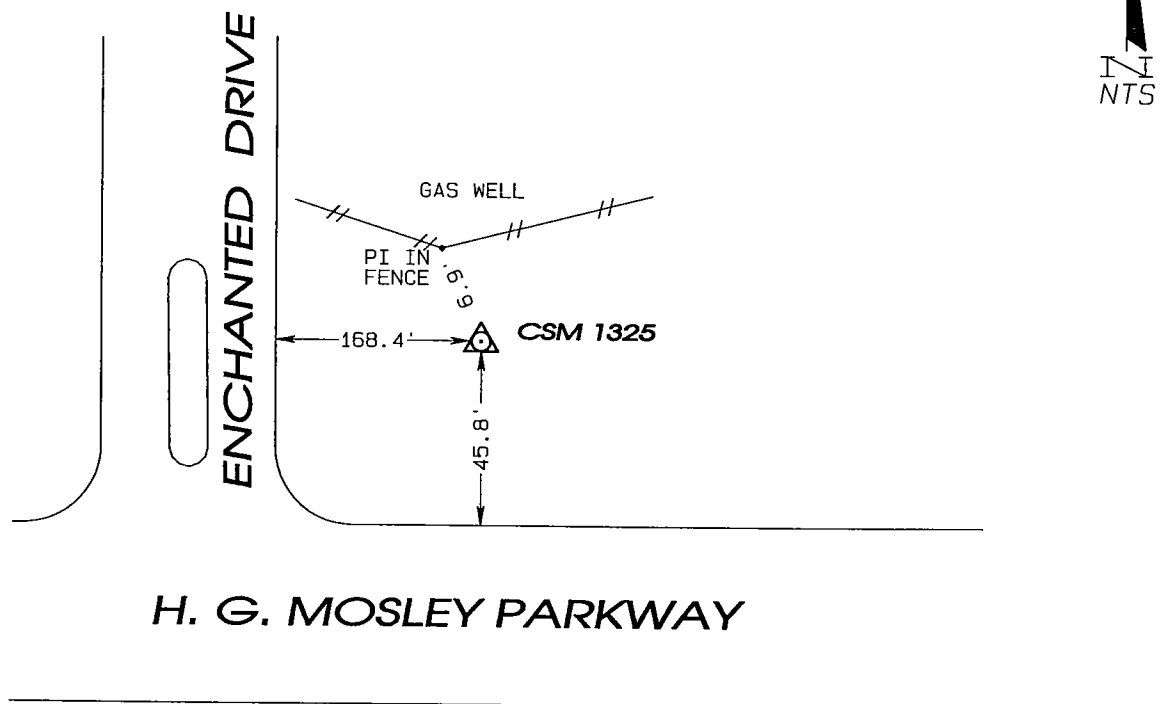 ENCHANTED DRIVE
N
NTS
GAS WELL
PI IN
FENCE
6.9'
168.4'
CSM 1325
45.8'
H. G. MOSLEY PARKWAY